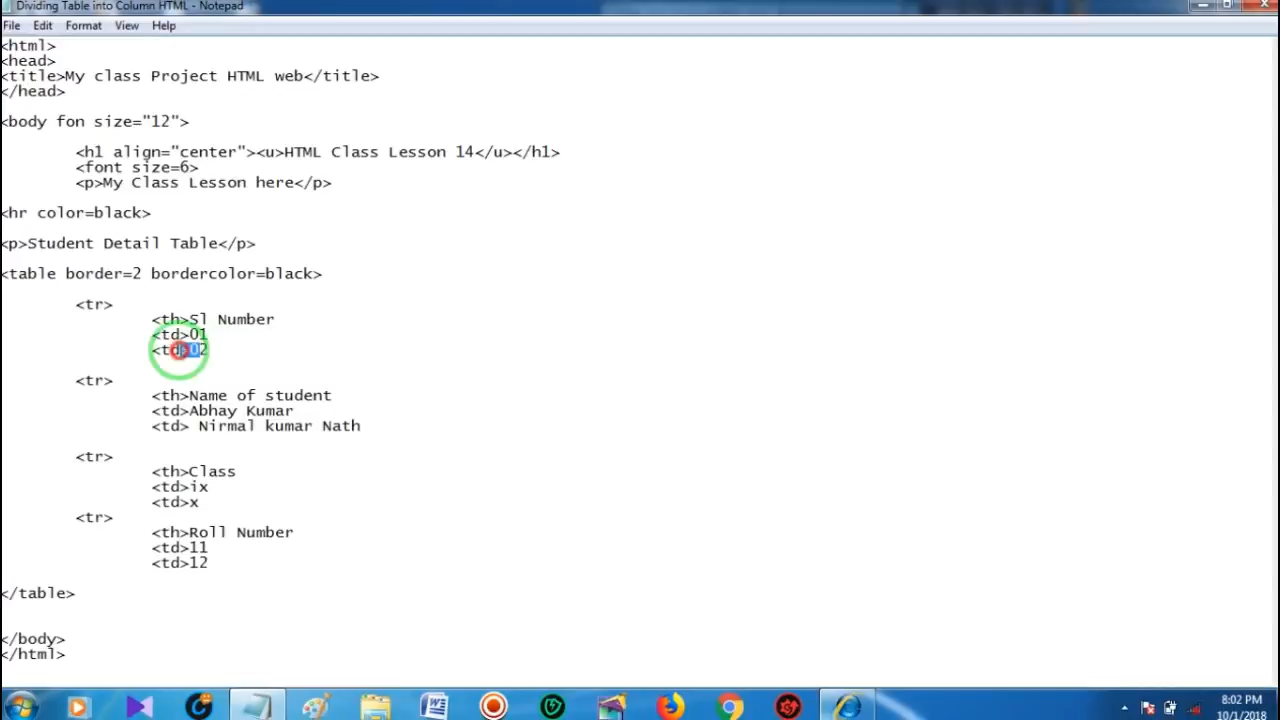 Dividing Table into Column HTML - Notepad
File Edit Format View Help
<html>
<head>
<title>My class Project HTML web</title>
</head>
<body fon size="12">
<h1 align="center"><u>HTML Class Lesson 14</u></h1>
<font size=6>
<p>My Class Lesson here</p>
<hr color=black>
<p>Student Detail Table</p>
<table border=2 bordercolor=black>
<tr>
<th>Sl Number
<td>01
<td>02
<tr>
<th>Name of student
<td>Abhay Kumar
<td> Nirmal kumar Nath
<tr>
<th>Class
<td>ix
<td>x
<tr>
<th>Roll Number
<td>11
<td>12
</table>
</body>
</html>
8:02 PM
10/1/2018